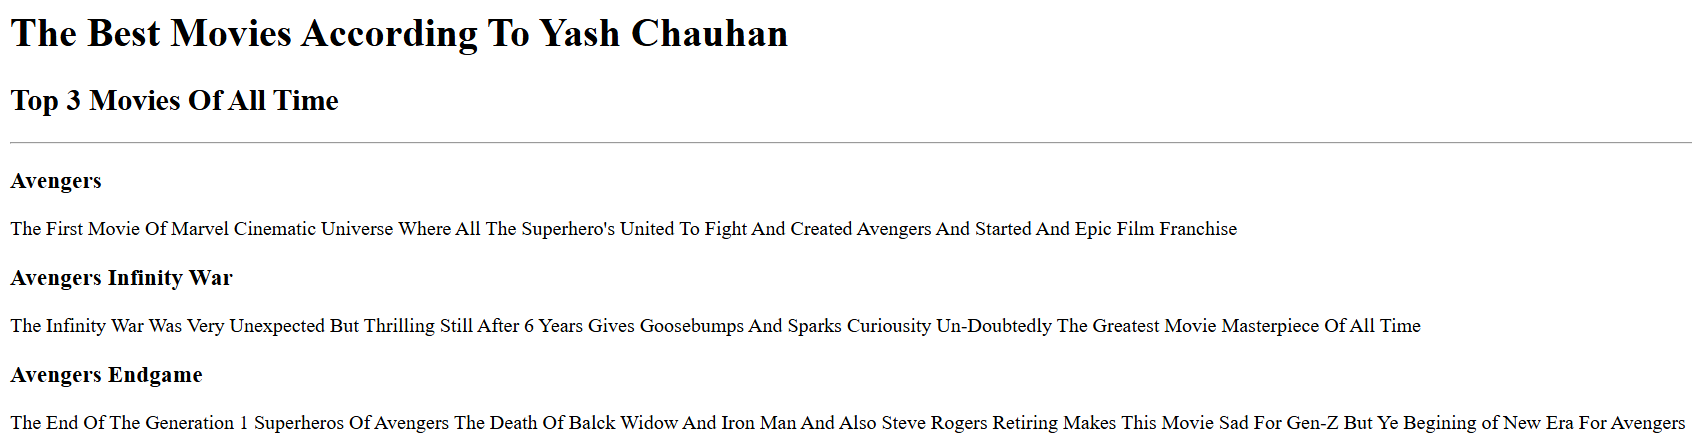 The Best Movies According To Yash Chauhan
Top 3 Movies Of All Time
Avengers
The First Movie Of Marvel Cinematic Universe Where All The Superhero's United To Fight And Created Avengers And Started And Epic Film Franchise
Avengers Infinity War
The Infinity War Was Very Unexpected But Thrilling Still After 6 Years Gives Goosebumps And Sparks Curiousity Un-Doubtedly The Greatest Movie Masterpiece Of All Time
Avengers Endgame
The End Of The Generation 1 Superheros Of Avengers The Death Of Balck Widow And Iron Man And Also Steve Rogers Retiring Makes This Movie Sad For Gen-Z But Ye Begining of New Era For Avengers